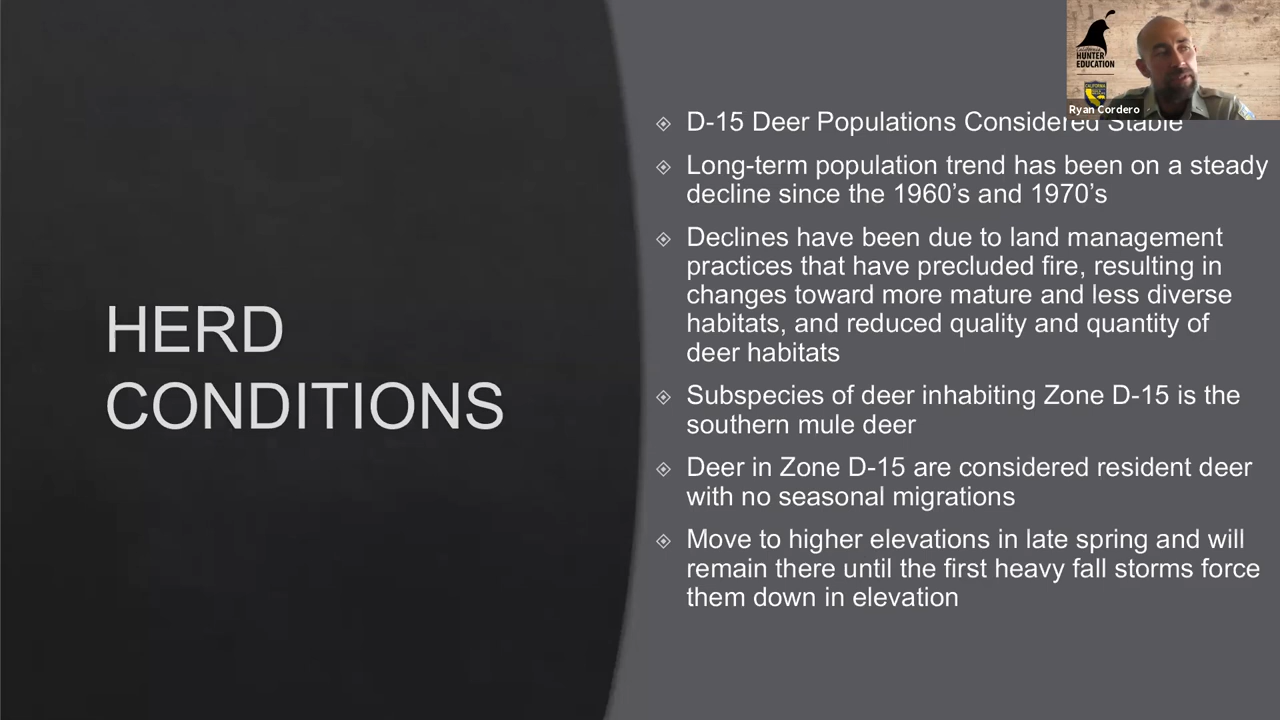 HERD
CONDITIONS
D-15 Deer Populations Considered Stable
Long-term population trend has been on a steady
decline since the 1960’s and 1970’s
Declines have been due to land management
practices that have precluded fire, resulting in
changes toward more mature and less diverse
habitats, and reduced quality and quantity of
deer habitats
Subspecies of deer inhabiting Zone D-15 is the
southern mule deer
Deer in Zone D-15 are considered resident deer
with no seasonal migrations
Move to higher elevations in late spring and will
remain there until the first heavy fall storms force
them down in elevation
HUNTER
EDUCATION
CALIFORNIA
Ryan Cordero